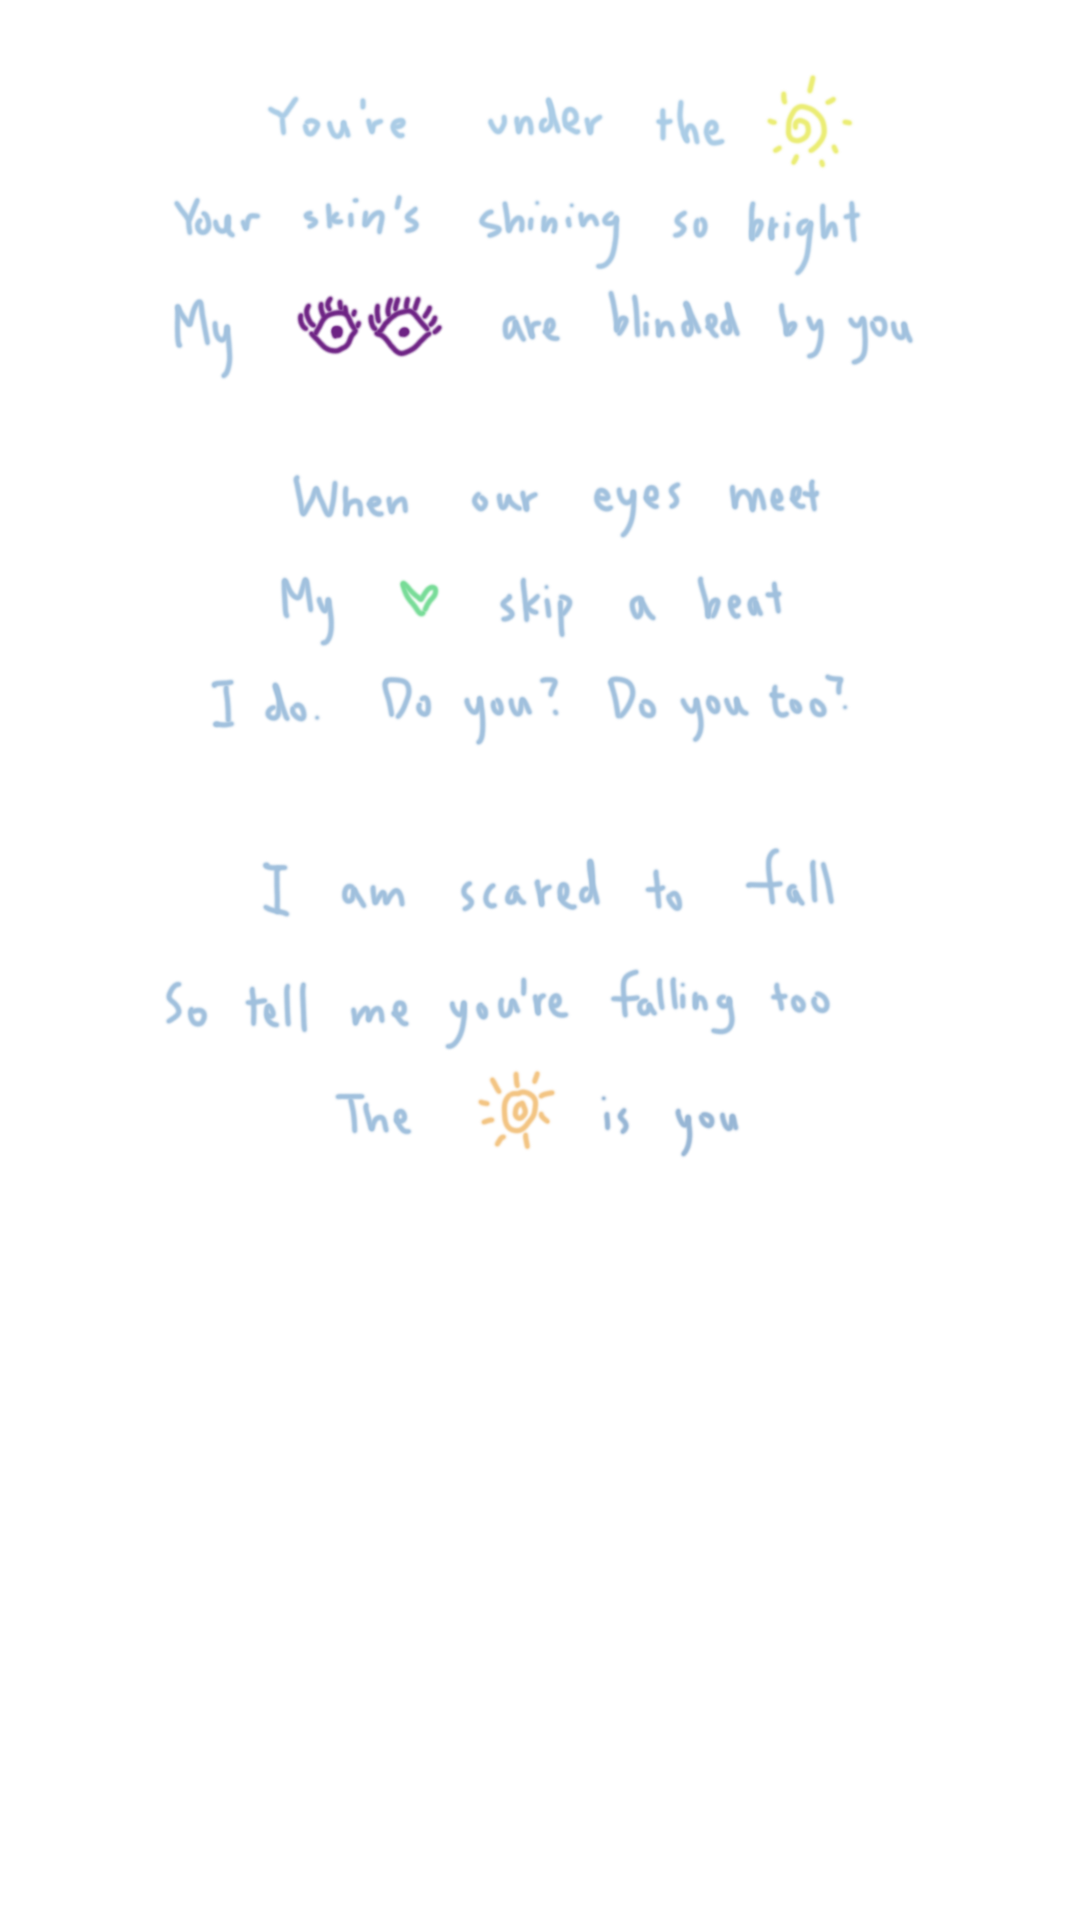 You're under the
Your skin's shining so bright
My are blinded by you
When our eyes meet
My skip a beat
I do. Do you? Do you too?
I am scared to fall
So tell me you're falling too
The is you